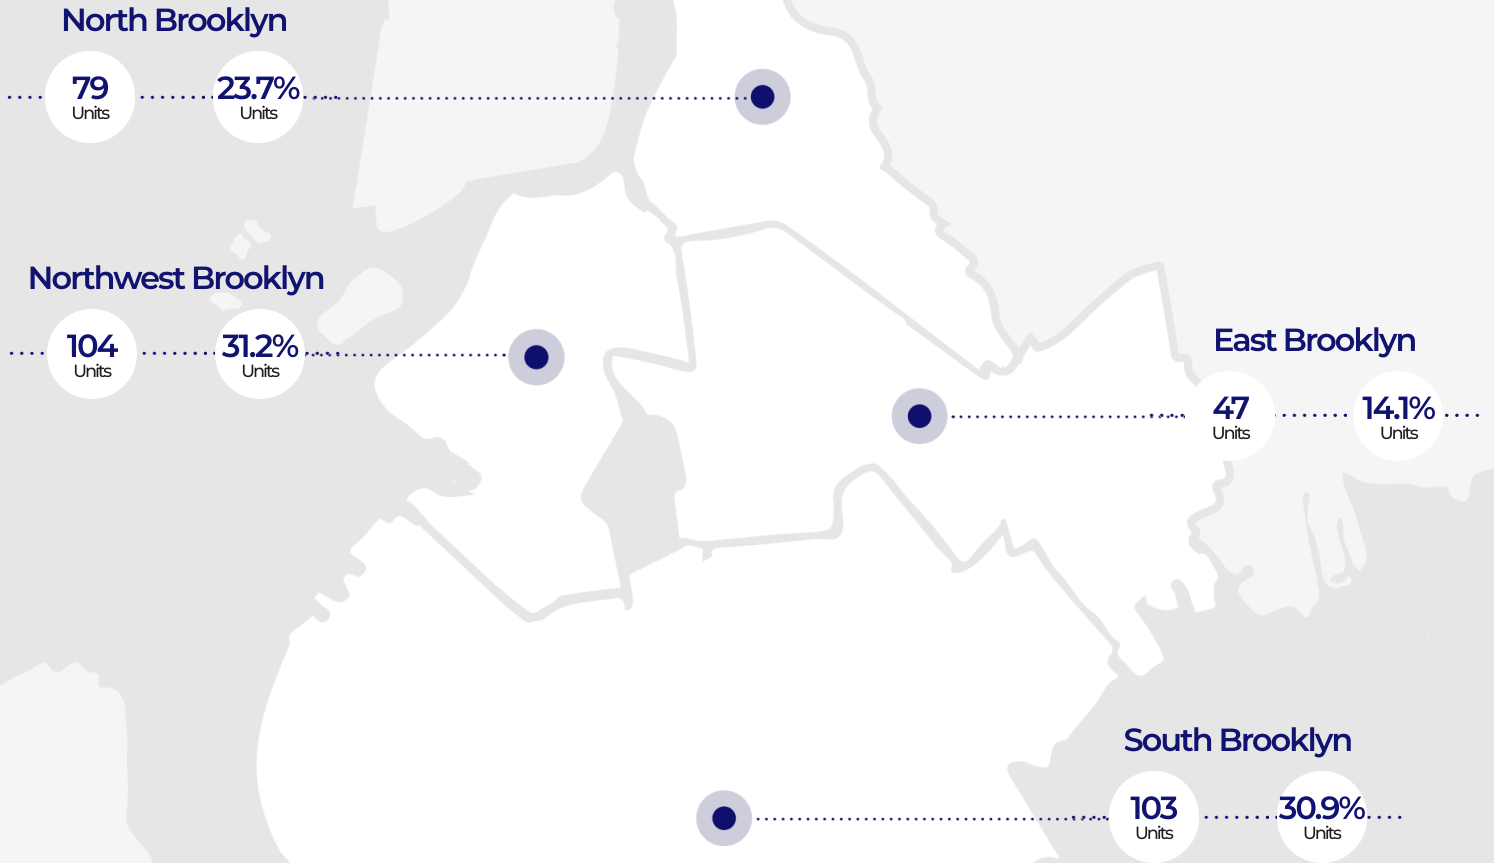 North Brooklyn
79 23.7%
Units Units
Northwest Brooklyn
104 31.2%
Units Units
East Brooklyn
47 14.1%
Units Units
South Brooklyn
103 30.9%
Units Units